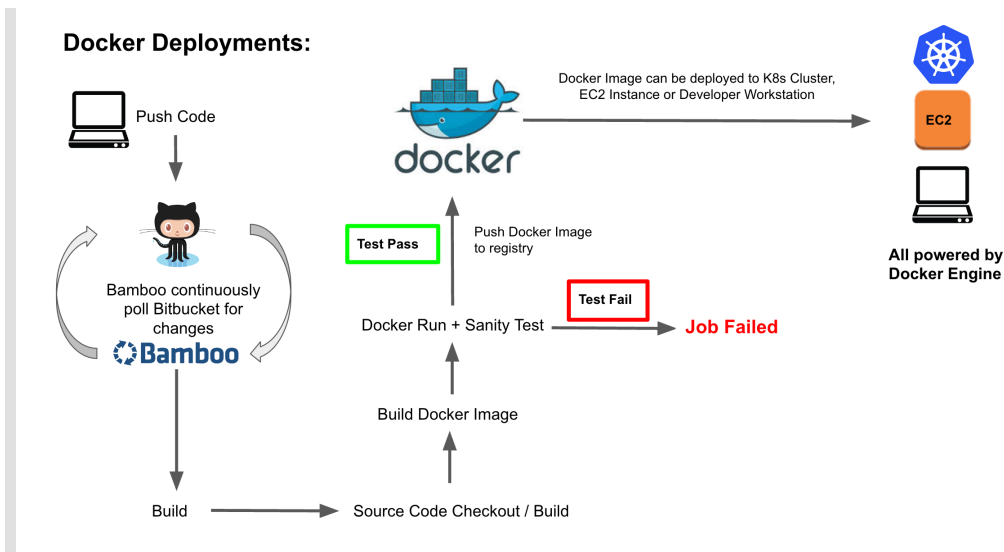 Docker Deployments:
Push Code
Bamboo continuously
poll Bitbucket for
changes
Bamboo
Build
Source Code Checkout / Build
Build Docker Image
Docker Run + Sanity Test
Test Fail
Job Failed
Test Pass
Push Docker Image
to registry
docker
Docker Image can be deployed to K8s Cluster,
EC2 Instance or Developer Workstation
EC2
All powered by
Docker Engine